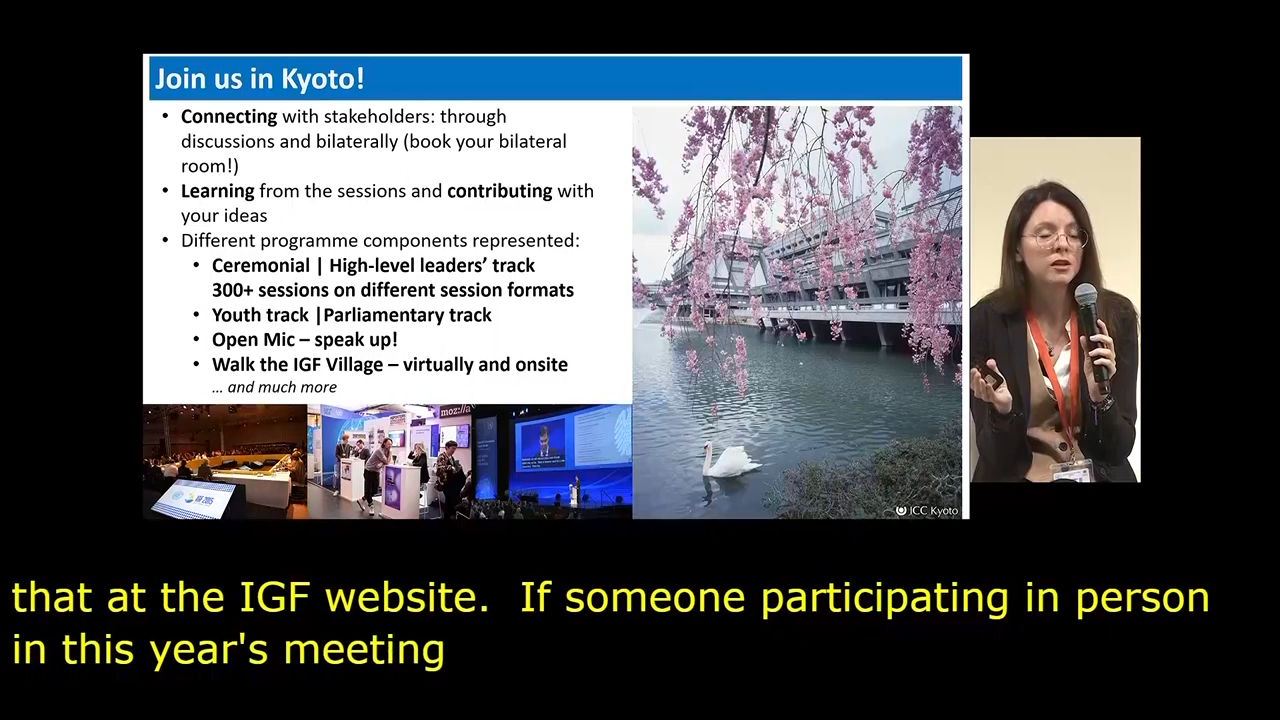 Join us in Kyoto!
• Connecting with stakeholders: through
discussions and bilaterally (book your bilateral
room!)
• Learning from the sessions and contributing with
your ideas
• Different programme components represented:
• Ceremonial | High-level leaders’ track
300+ sessions on different session formats
• Youth track |Parliamentary track
• Open Mic – speak up!
• Walk the IGF Village – virtually and onsite
... and much more
moz://a
IGF 2015
ICC Kyoto
that at the IGF website.  If someone participating in person
in this year's meeting